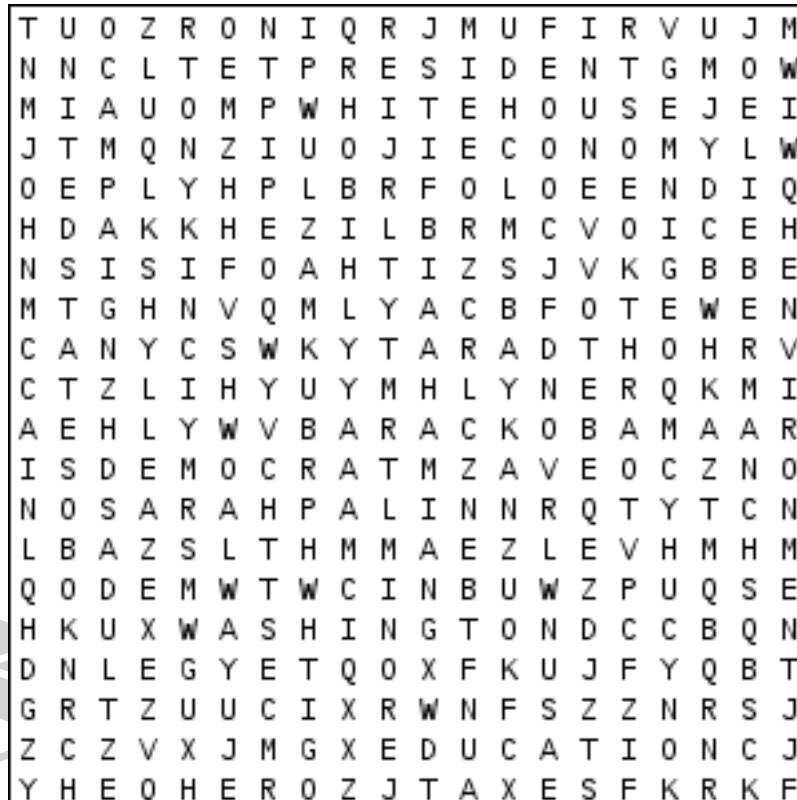 T U O Z R O N I Q R J M U F I R V U J M
N N C L T E T P R E S I D E N T G M O W
M I A U O M P W H I T E H O U S E J E I
J T M Q N Z I U O J I E C O N O M Y L W
O E P L Y H P L B R F O L O E E N D I Q
H D A K K H E Z I L B R M C V O I C E H
N S I S I F O A H T I Z S J V K G B B E
M T G H N V Q M L Y A C B F O T E W E N
C A N Y C S W K Y T A R A D T H O H R V
C T Z L I H Y U Y M H L Y N E R Q K M I
A E H L Y W V B A R A C K O B A M A A R
I S D E M O C R A T M Z A V E O C Z N O
N O S A R A H P A L I N N R Q T Y T C N
L B A Z S L T H M M A E Z L E V H M H M
Q O D E M W T W C I N B U W Z P U Q S E
H K U X W A S H I N G T O N D C C B Q N
D N L E G Y E T Q O X F K U J F Y Q B T
G R T Z U U C I X R W N F S Z Z N R S J
Z C Z V X J M G X E D U C A T I O N C J
Y H E O H E R O Z J T A X E S F K R K F